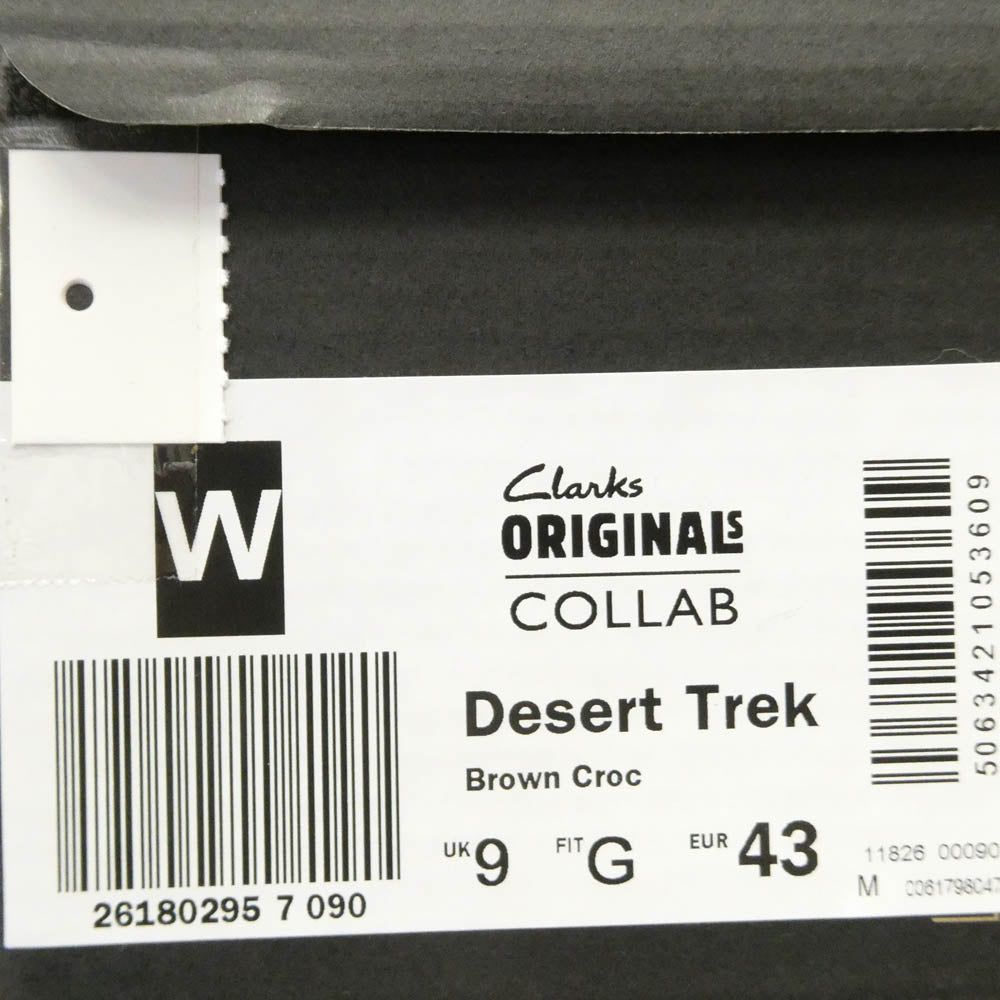 W
Clarks
ORIGINALS
COLLAB
Desert Trek
Brown Croc
UK 9 FIT G EUR 43
26180295 7 090
5063421053609
11826 00090
M